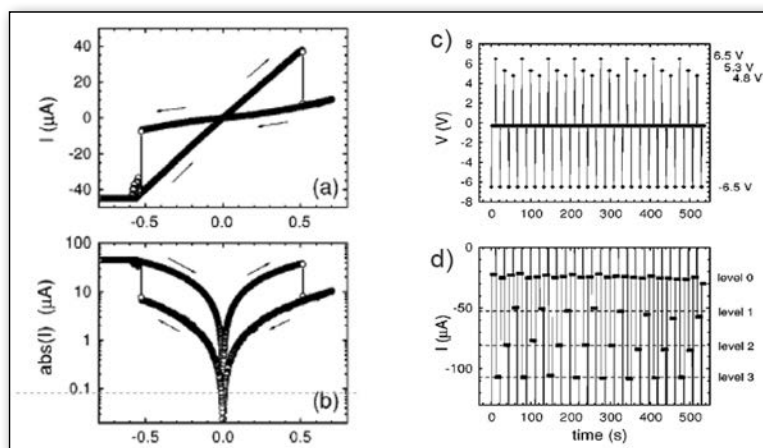 40
20
0
-20
-40
I (µA)
(a)
-0.5
0.0
0.5
100
10
1
0.1
abs(I) (µA)
(b)
-0.5
0.0
0.5
c)
8
6
4
2
0
-2
-4
-6
-8
V (V)
6.5 V
5.3 V
4.8 V
-6.5 V
0
100
200
300
400
500
d)
0
-50
-100
I (µA)
level 0
level 1
level 2
level 3
0
100
200
300
400
500
time (s)